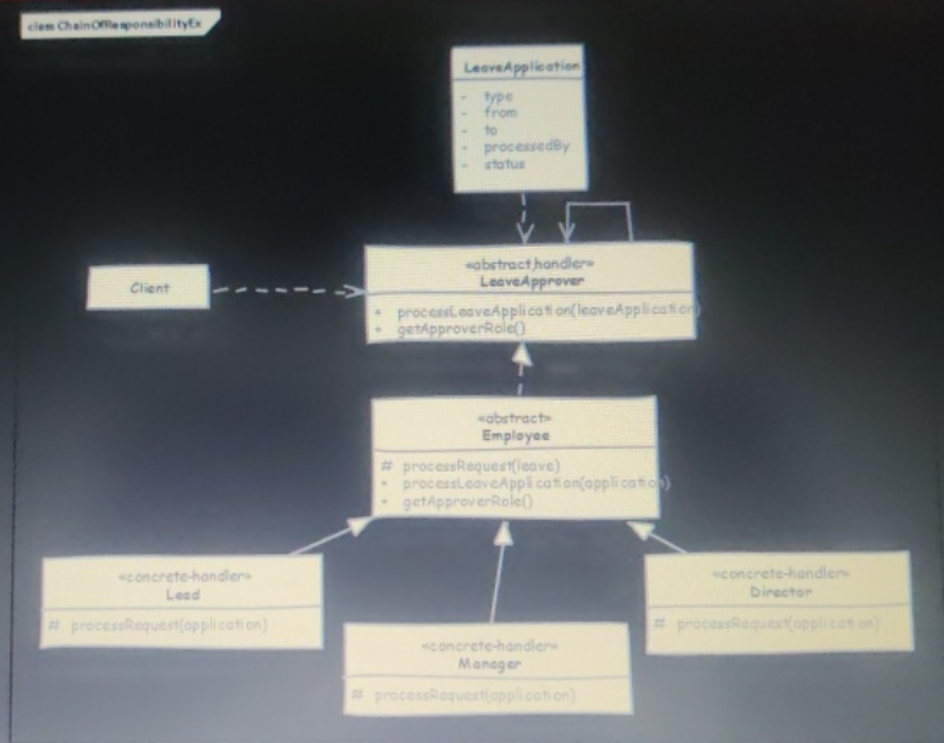 class ChainOfResponsibilityEx
LeaveApplication
- type
- from
- to
- processedBy
- status
Client
«abstract,handler»
LeaveApprover
+ processLeaveApplication(leaveApplication)
+ getApproverRole()
«abstract»
Employee
# processRequest(leave)
+ processLeaveApplication(application)
+ getApproverRole()
«concrete-handler»
Lead
# processRequest(application)
«concrete-handler»
Manager
# processRequest(application)
«concrete-handler»
Director
# processRequest(application)